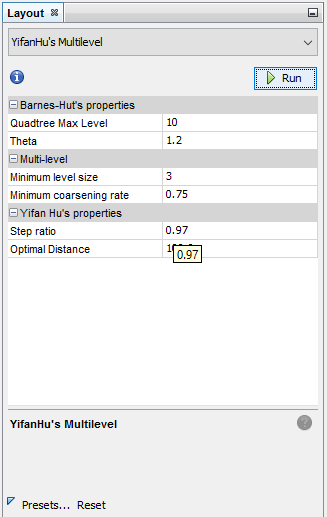 Layout
YifanHu's Multilevel
Run
Barnes-Hut's properties
Quadtree Max Level 10
Theta 1.2
Multi-level
Minimum level size 3
Minimum coarsening rate 0.75
Yifan Hu's properties
Step ratio 0.97
Optimal Distance
0.97
YifanHu's Multilevel
Presets... Reset